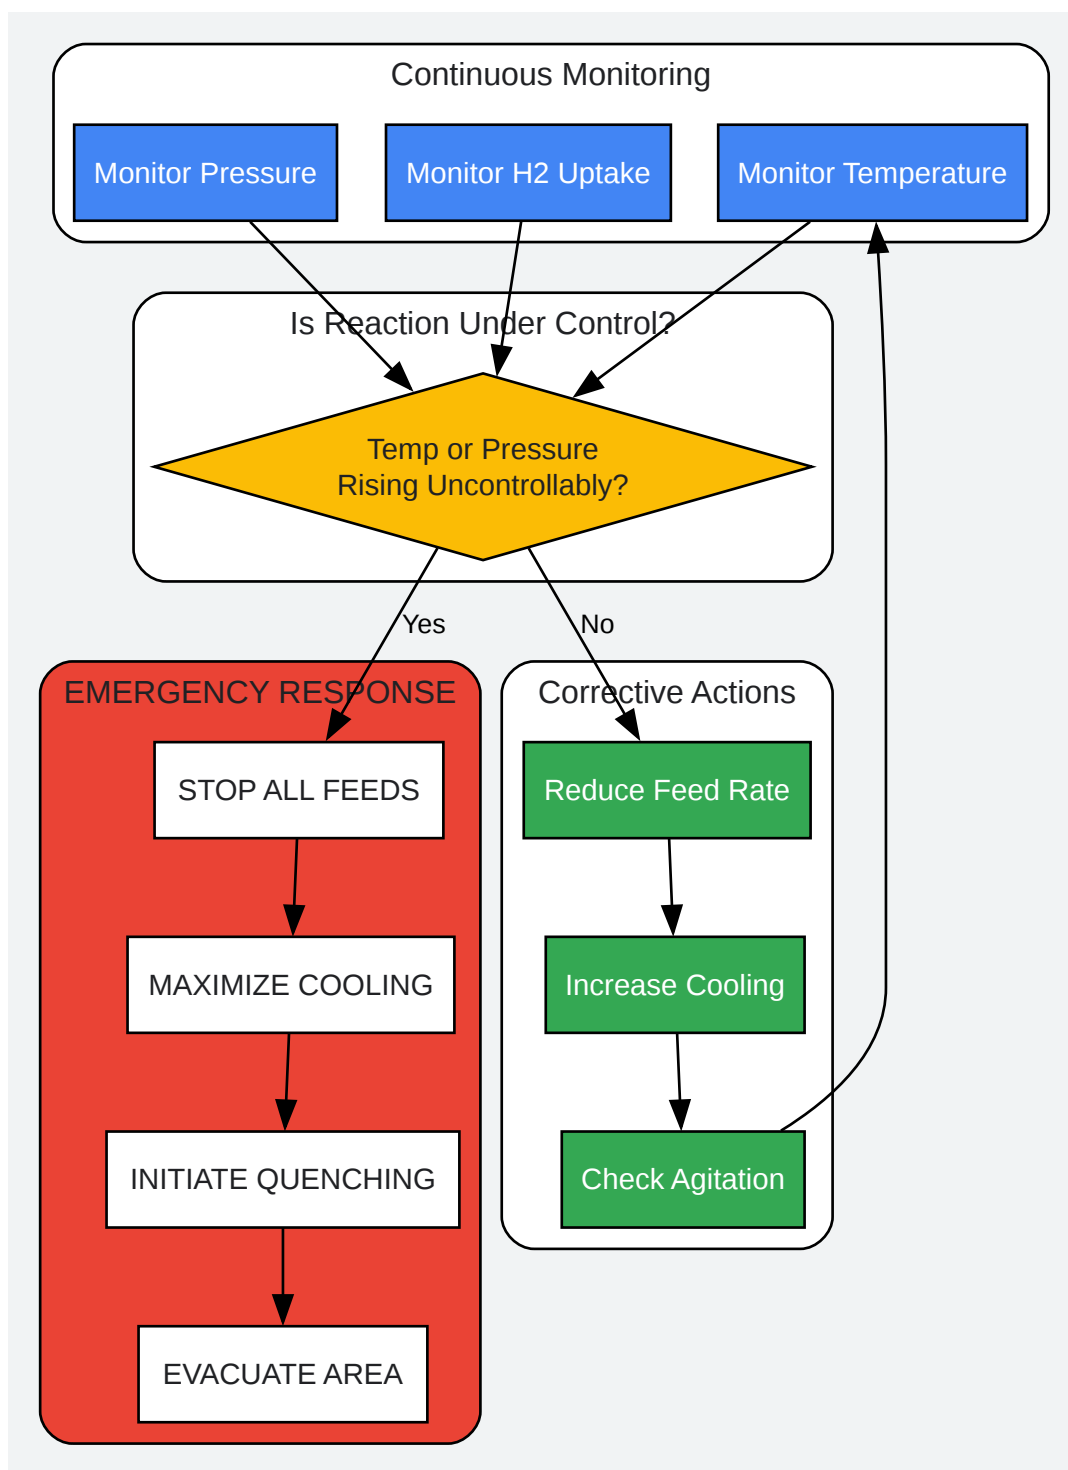 Continuous Monitoring
Monitor Pressure
Monitor H2 Uptake
Monitor Temperature
Is Reaction Under Control?
Temp or Pressure
Rising Uncontrollably?
Yes
No
EMERGENCY RESPONSE
STOP ALL FEEDS
MAXIMIZE COOLING
INITIATE QUENCHING
EVACUATE AREA
Corrective Actions
Reduce Feed Rate
Increase Cooling
Check Agitation